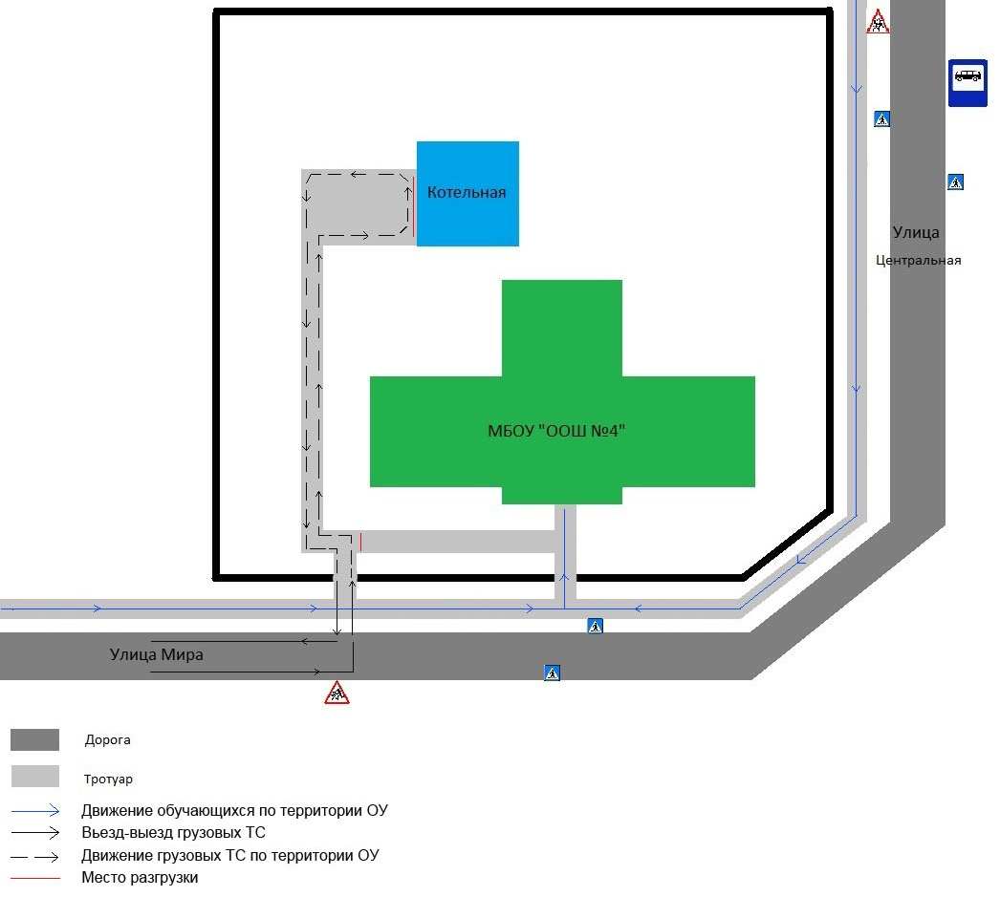 Котельная
Улица
Центральная
МБОУ "ООШ №4"
Улица Мира
Дорога
Тротуар
Движение обучающихся по территории ОУ
Вьезд-выезд грузовых ТС
Движение грузовых ТС по территории ОУ
Место разгрузки